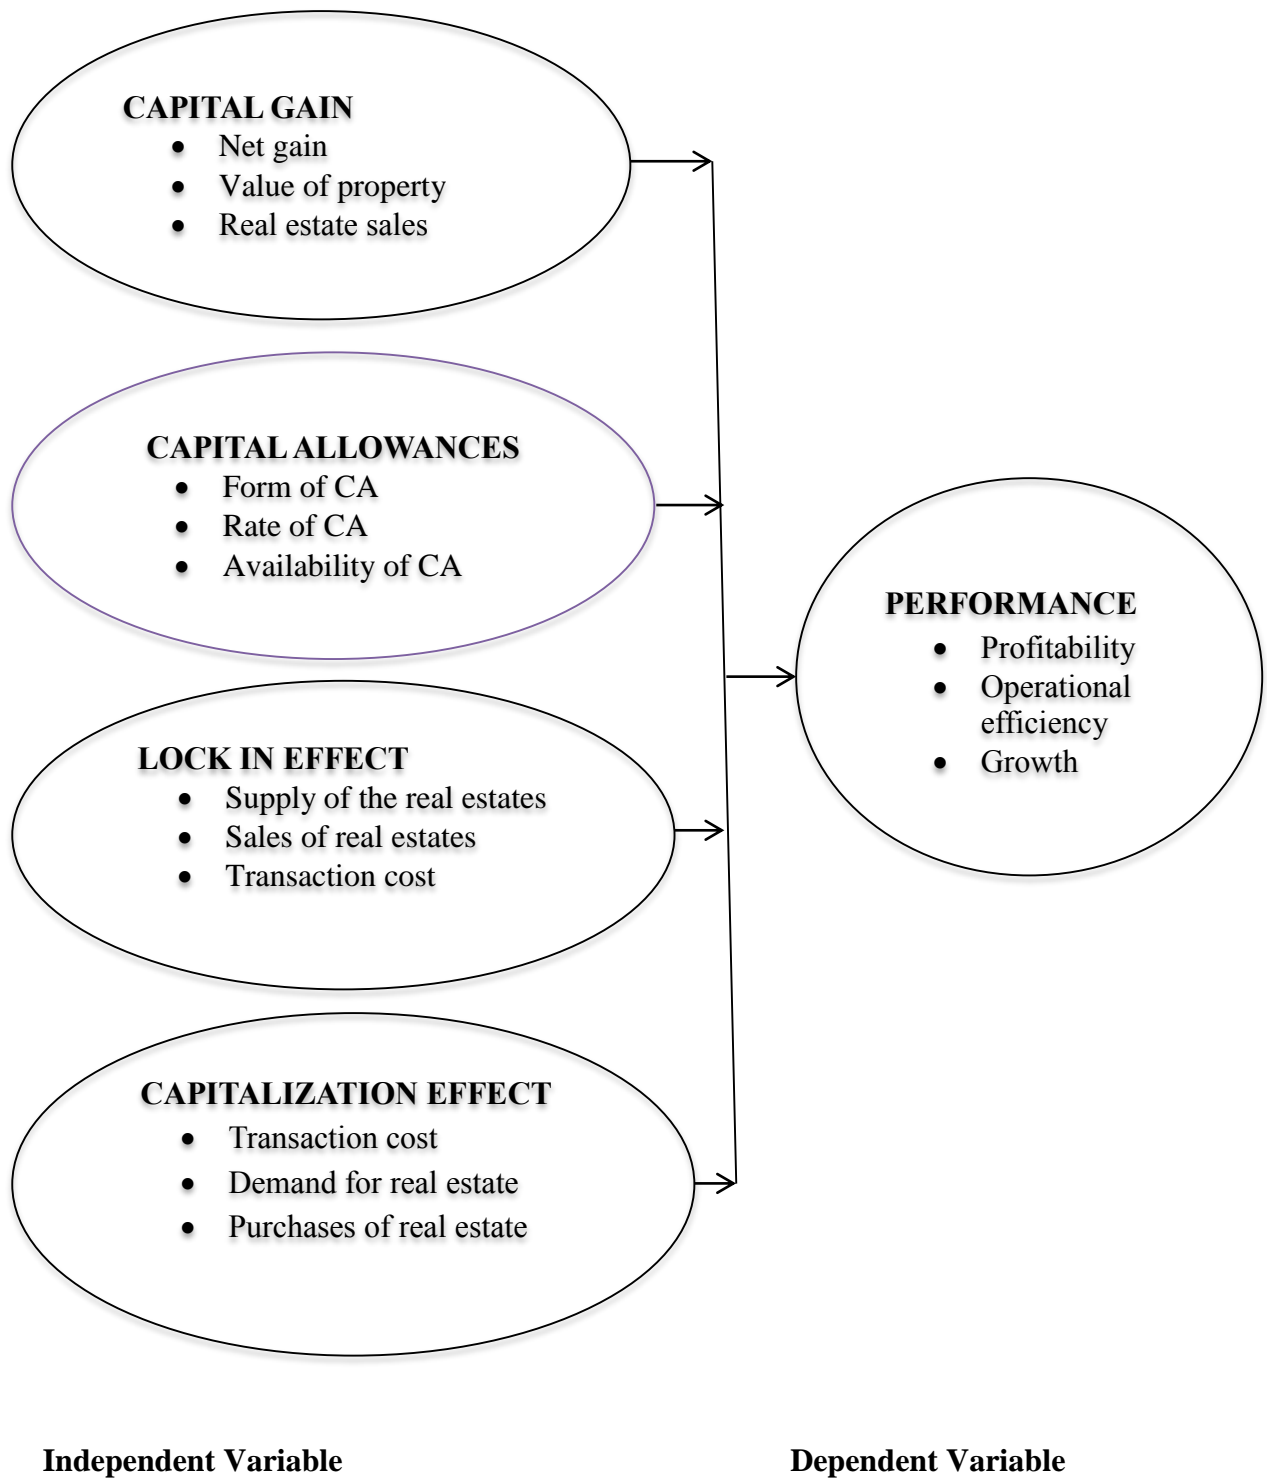 CAPITAL GAIN
• Net gain
• Value of property
• Real estate sales
CAPITAL ALLOWANCES
• Form of CA
• Rate of CA
• Availability of CA
LOCK IN EFFECT
• Supply of the real estates
• Sales of real estates
• Transaction cost
CAPITALIZATION EFFECT
• Transaction cost
• Demand for real estate
• Purchases of real estate
PERFORMANCE
• Profitability
• Operational
efficiency
• Growth
Independent Variable
Dependent Variable